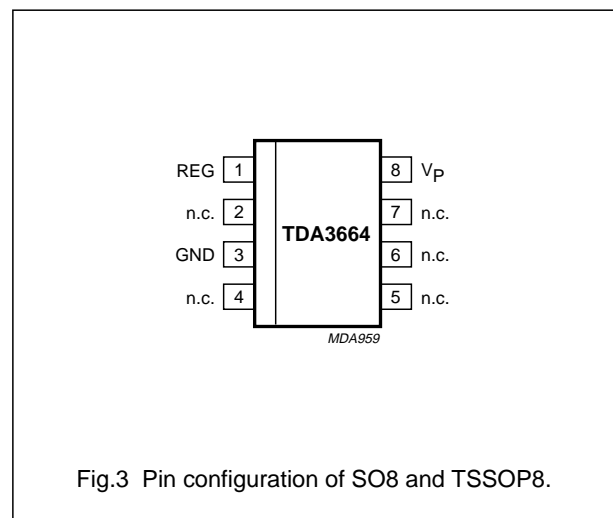 REG 1 8 VP
n.c. 2 7 n.c.
TDA3664
GND 3 6 n.c.
n.c. 4 5 n.c.
MDA959
Fig.3 Pin configuration of SO8 and TSSOP8.